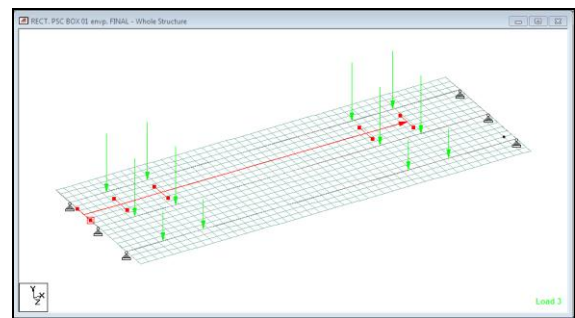 RECT. PSC BOX 01 en+p. FINAL - Whole Structure
Y
X
Z
Load 3